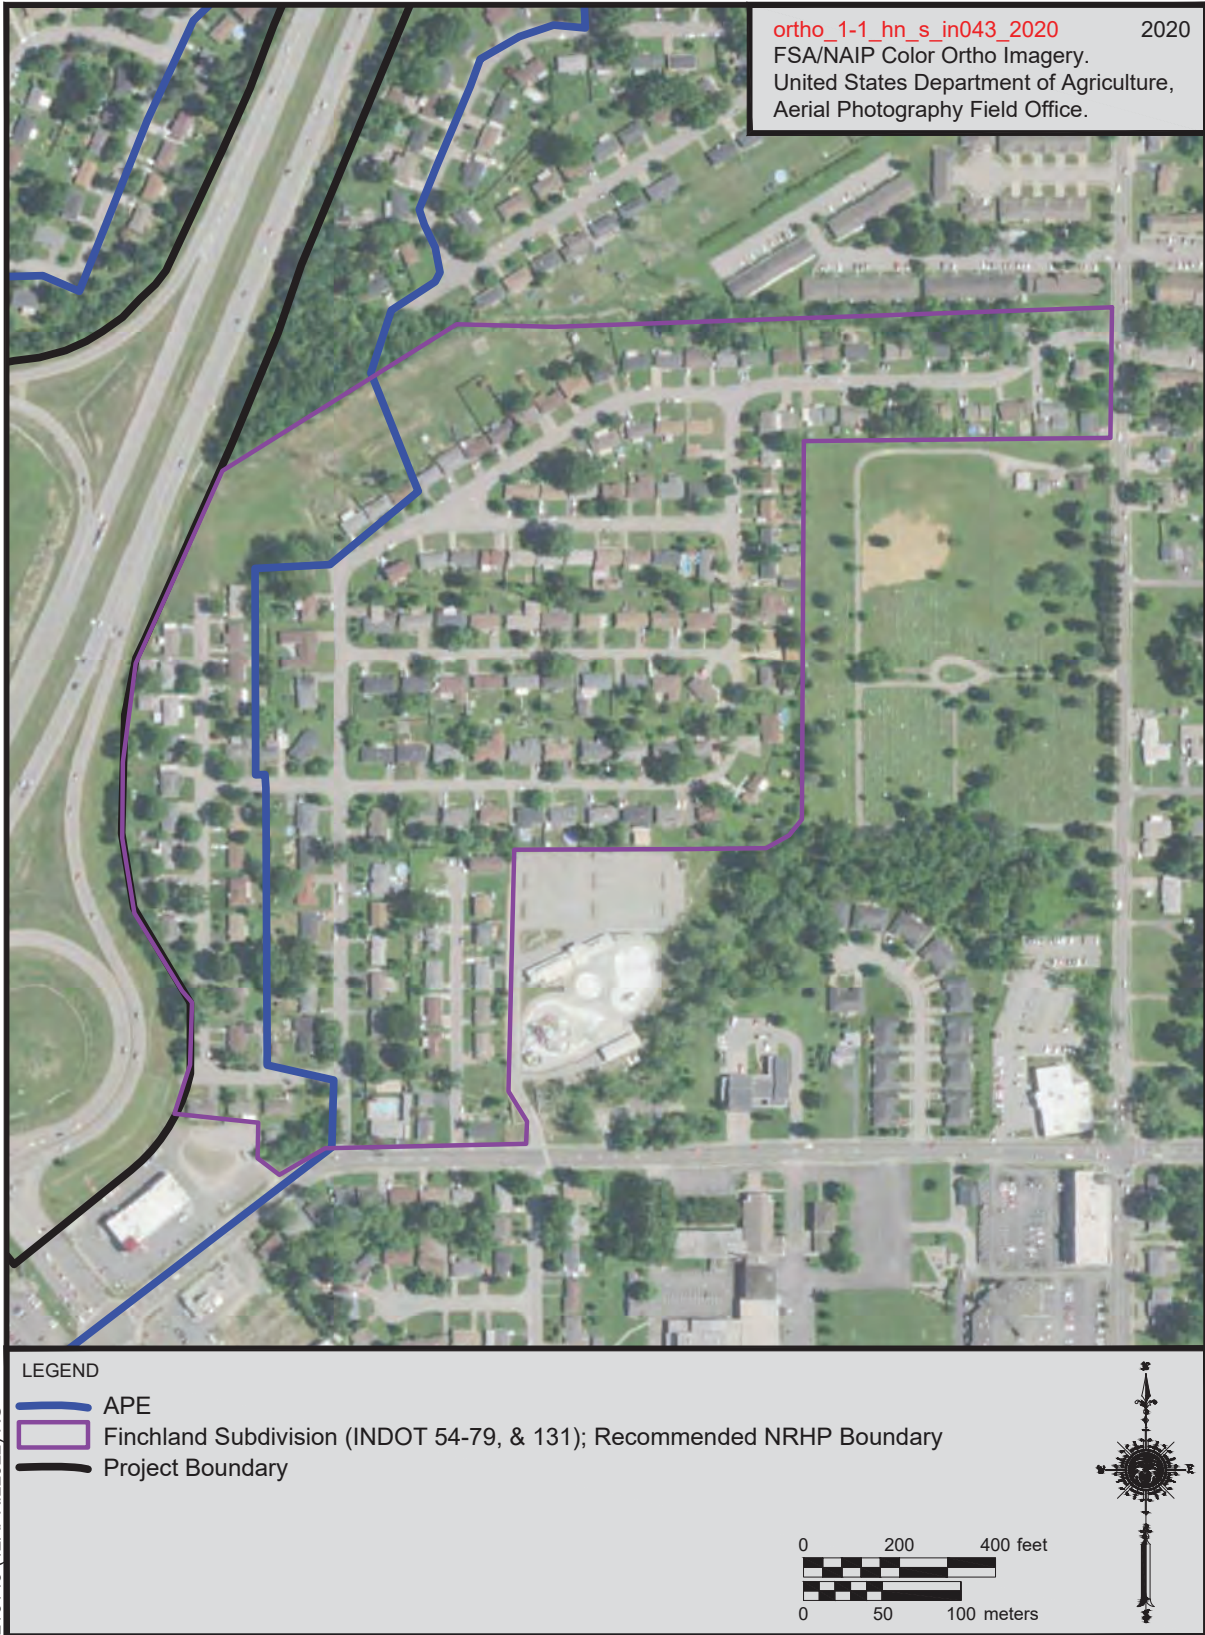 ortho_1-1_hn_s_in043_2020 2020
FSA/NAIP Color Ortho Imagery.
United States Department of Agriculture,
Aerial Photography Field Office.
LEGEND
APE
Finchland Subdivision (INDOT 54-79, & 131); Recommended NRHP Boundary
Project Boundary
0 200 400 feet
0 50 100 meters